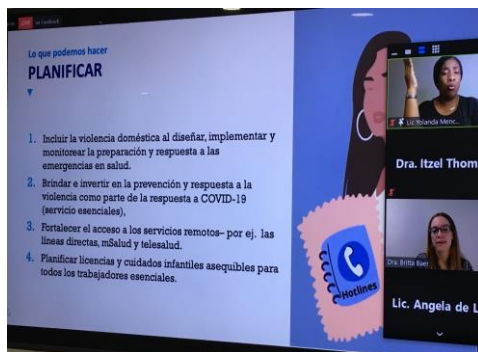 Lo que podemos hacer
PLANIFICAR
1. Incluir la violencia doméstica al diseñar, implementar y
monitorear la preparación y respuesta a las
emergencias en salud.
2. Brindar e invertir en la prevención y respuesta a la
violencia como parte de la respuesta a COVID-19
(servicio esenciales),
3. Fortalecer el acceso a los servicios remotos– por ej. las
líneas directas, mSalud y telesalud.
4. Planificar licencias y cuidados infantiles asequibles para
todos los trabajadores esenciales.
Hotlines
Lic Yolanda Menc...
Dra. Itzel Thom
Dra. Britta Baer
Lic. Angela de L